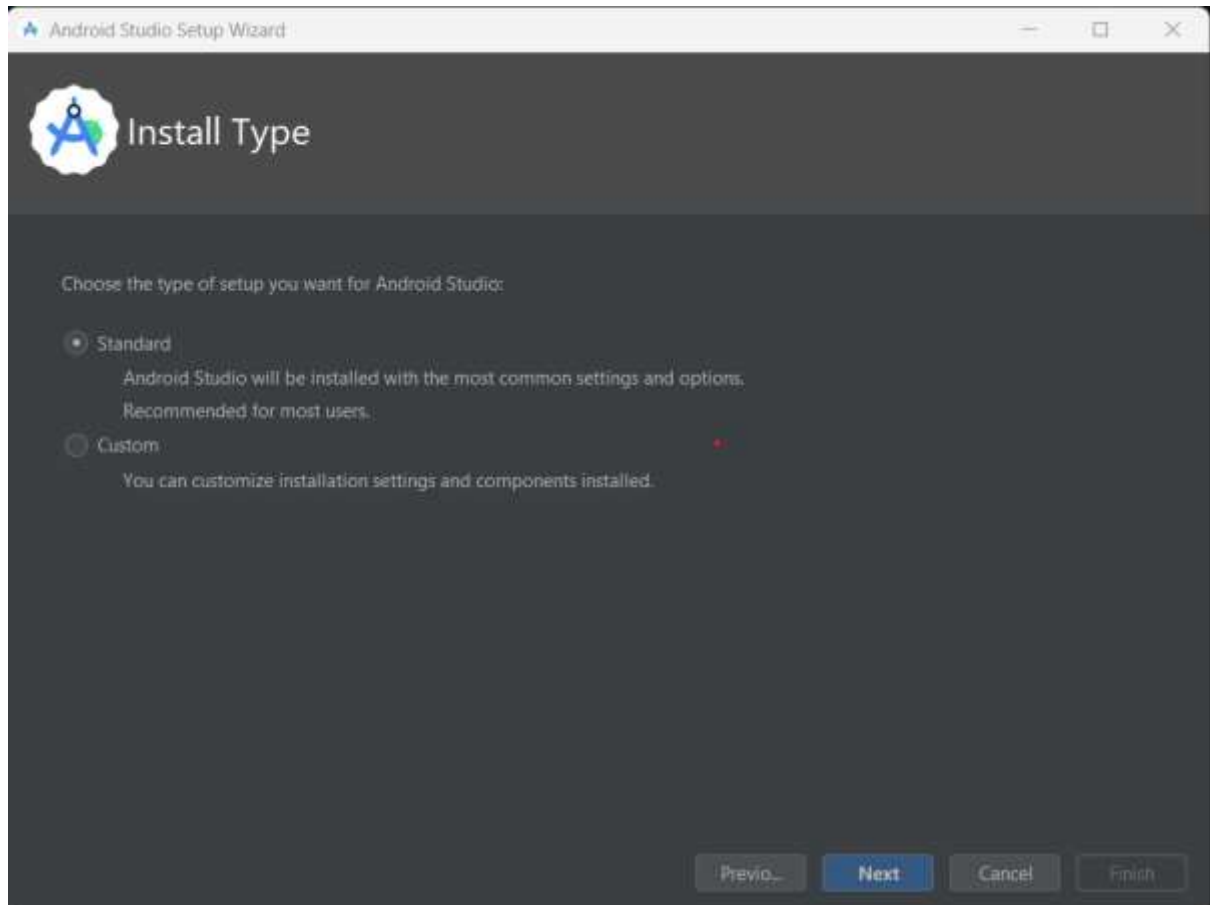 Android Studio Setup Wizard
Install Type
Choose the type of setup you want for Android Studio:
Standard
Android Studio will be installed with the most common settings and options.
Recommended for most users.
Custom
You can customize installation settings and components installed.
Previo... Next Cancel Finish